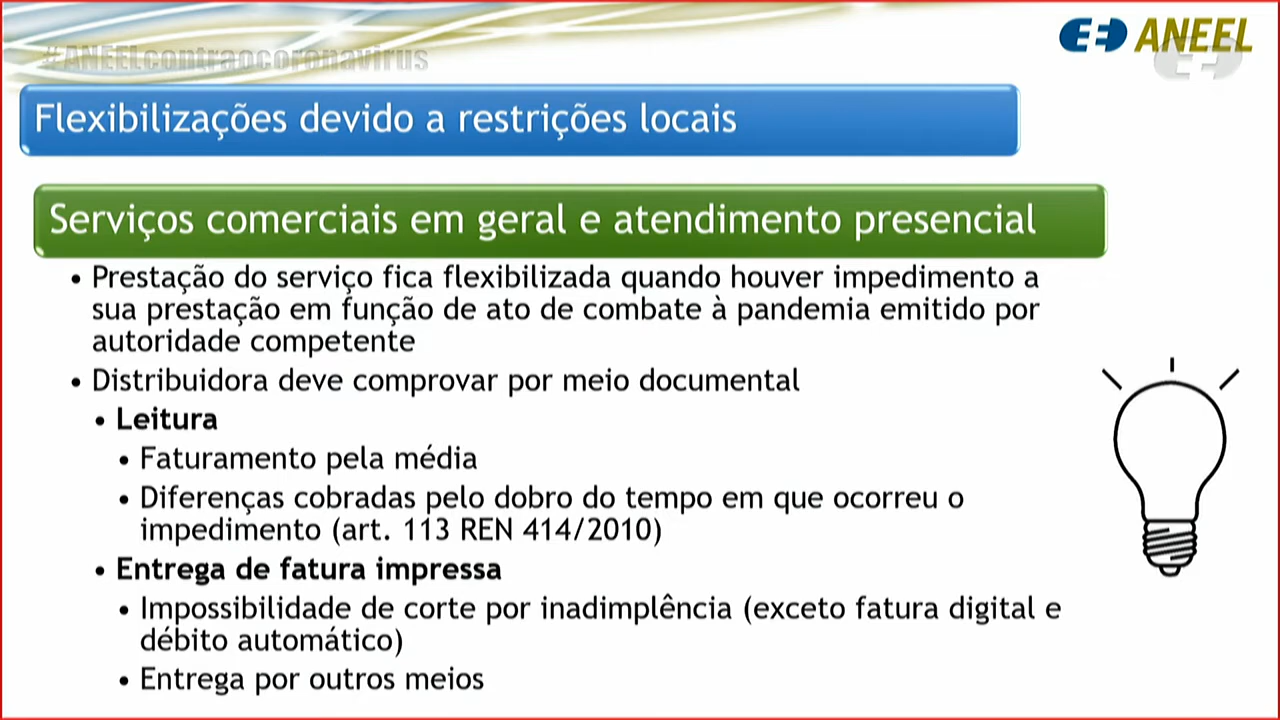 #ANEELcontraocoronavirus
ANEEL
Flexibilizações devido a restrições locais
Serviços comerciais em geral e atendimento presencial
• Prestação do serviço fica flexibilizada quando houver impedimento a
sua prestação em função de ato de combate à pandemia emitido por
autoridade competente
• Distribuidora deve comprovar por meio documental
• Leitura
• Faturamento pela média
• Diferenças cobradas pelo dobro do tempo em que ocorreu o
impedimento (art. 113 REN 414/2010)
• Entrega de fatura impressa
• Impossibilidade de corte por inadimplência (exceto fatura digital e
débito automático)
• Entrega por outros meios